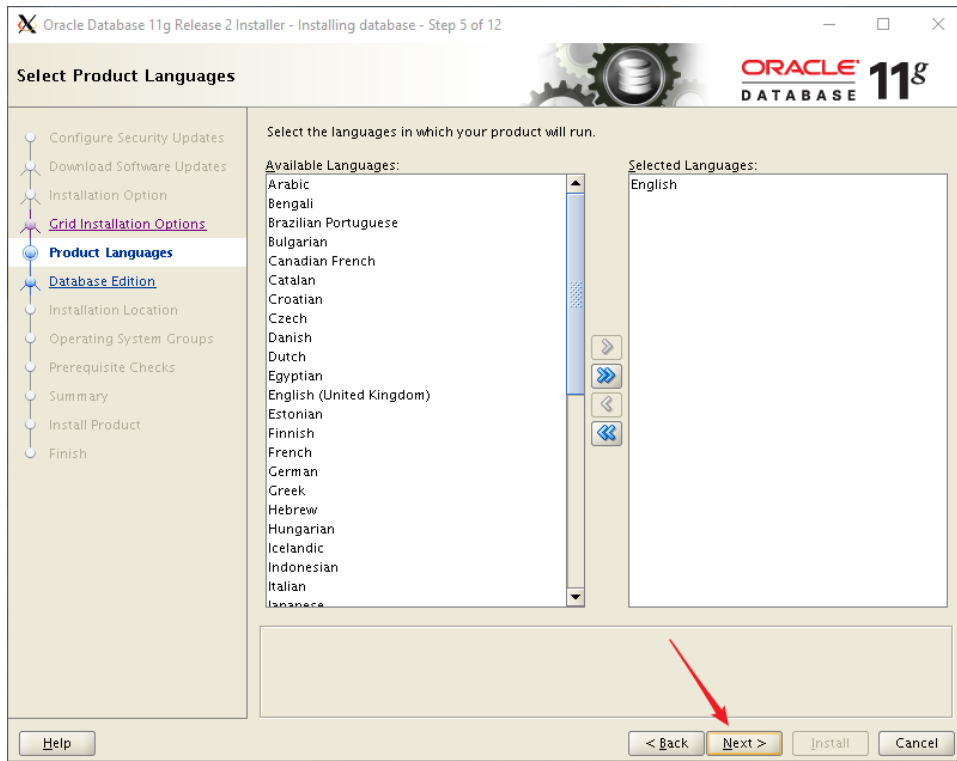 Oracle Database 11g Release 2 Installer - Installing database - Step 5 of 12
Select Product Languages
ORACLE
DATABASE
11g
Configure Security Updates
Download Software Updates
Installation Option
Grid Installation Options
Product Languages
Database Edition
Installation Location
Operating System Groups
Prerequisite Checks
Summary
Install Product
Finish
Select the languages in which your product will run.
Available Languages:
Arabic
Bengali
Brazilian Portuguese
Bulgarian
Canadian French
Catalan
Croatian
Czech
Danish
Dutch
Egyptian
English (United Kingdom)
Estonian
Finnish
French
German
Greek
Hebrew
Hungarian
Icelandic
Indonesian
Italian
Japanese
Selected Languages:
English
Help
< Back
Next >
Install
Cancel